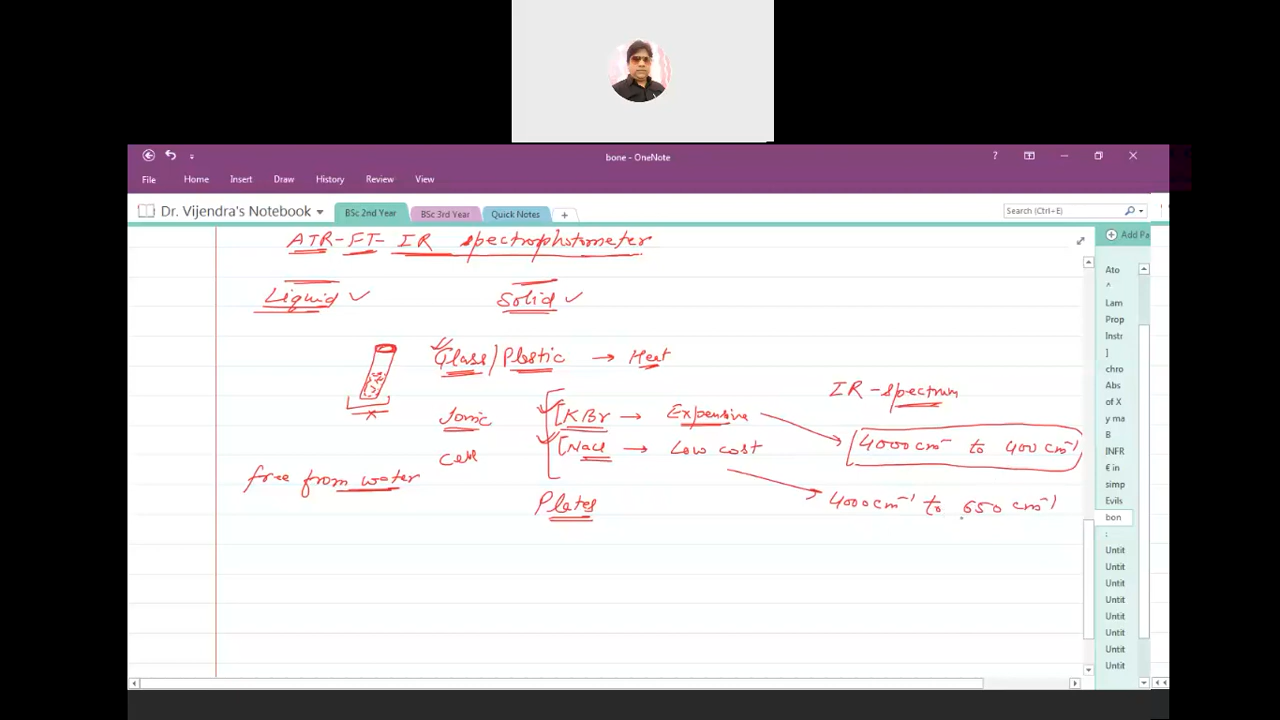 bone - OneNote
File Home Insert Draw History Review View
Dr. Vijendra's Notebook BSc 2nd Year BSc 3rd Year Quick Notes
Search (Ctrl+E)
Add Pa
ATR-FT-IR spectrophotometer
Liquid ✓ Solid ✓
Glass/Plastic → Heat
IR-spectrum
Ionic [KBr → Expensive
4000 cm⁻ to 400 cm⁻¹
Cell [NaCl → Low cost
free from water
Plates
4000 cm⁻¹ to 650 cm⁻¹
Ato
^
Lam
Prop
Instr
]
chro
Abs
of X
y ma
B
INFR
€ in
simp
Evils
bon
:
Untit
Untit
Untit
Untit
Untit
Untit
Untit
Untit